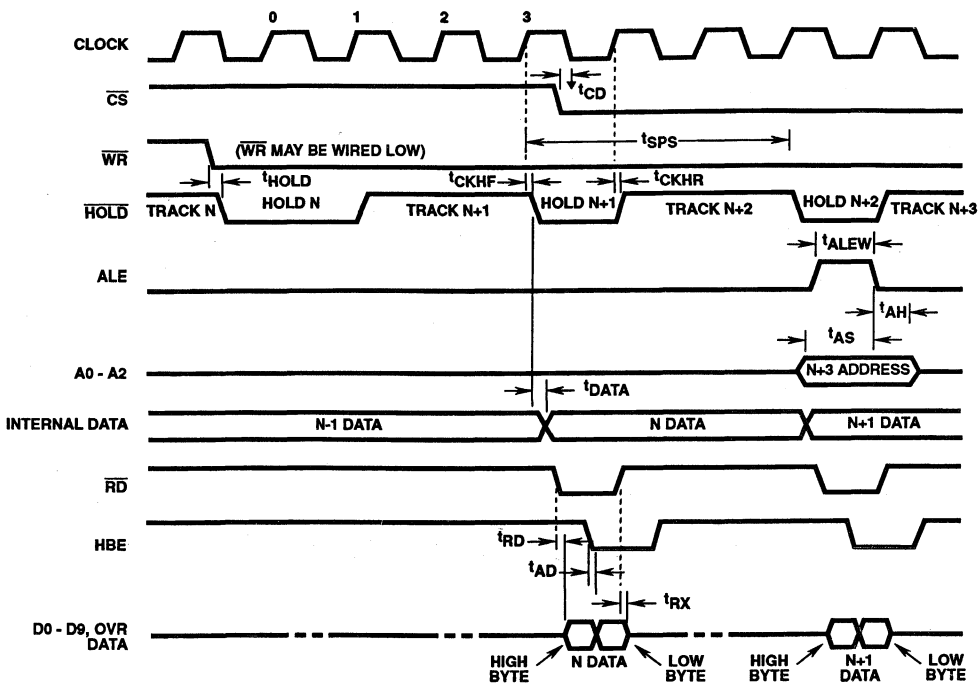 0 1 2 3
CLOCK
tCD
CS
tSPS
WR
(WR MAY BE WIRED LOW)
tHOLD tCKHF tCKHR
HOLD
TRACK N HOLD N TRACK N+1 HOLD N+1 TRACK N+2 HOLD N+2 TRACK N+3
tALEW
ALE
tAH
tAS
A0 - A2 N+3 ADDRESS
tDATA
INTERNAL DATA N-1 DATA N DATA N+1 DATA
RD
tRD
HBE
tAD
tRX
D0 - D9, OVR
DATA
HIGH
BYTE
N DATA
LOW
BYTE
HIGH
BYTE
N+1
DATA
LOW
BYTE